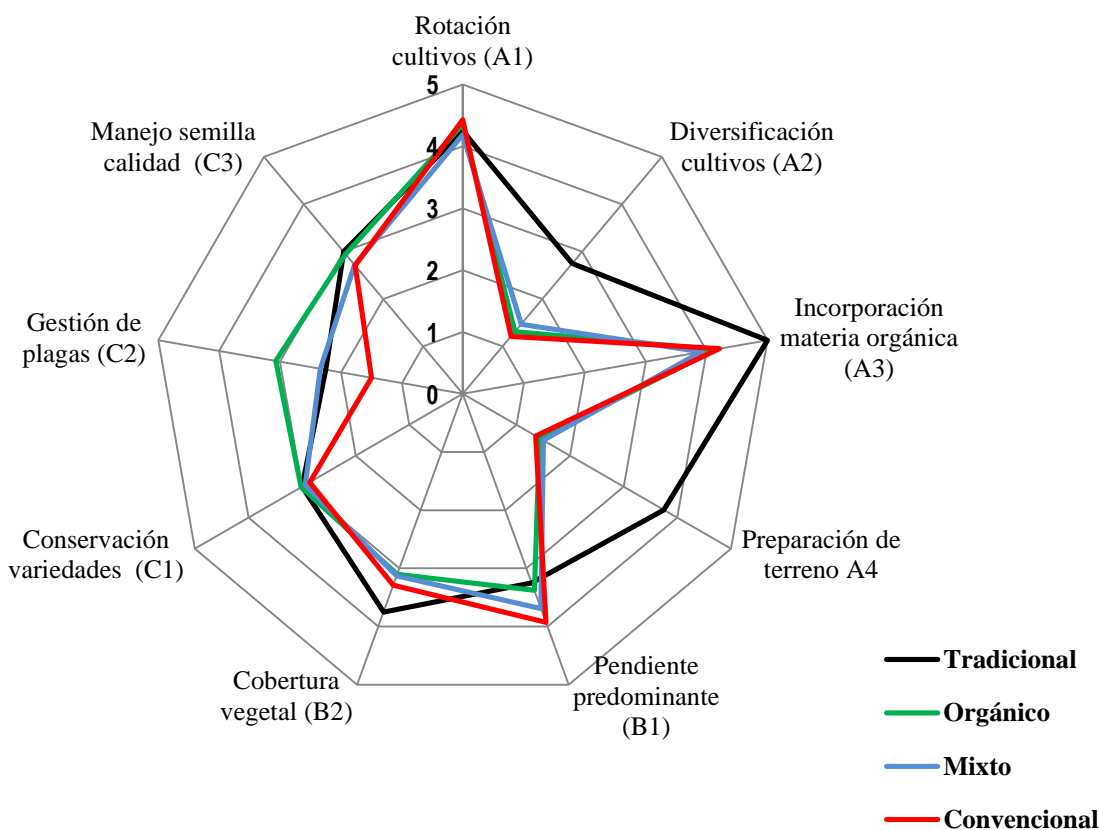 Rotación
cultivos (A1)
Diversificación
cultivos (A2)
Incorporación
materia orgánica
(A3)
Preparación de
terreno A4
Pendiente
predominante
(B1)
Cobertura
vegetal (B2)
Conservación
variedades (C1)
Gestión de
plagas (C2)
Manejo semilla
calidad (C3)
5
4
3
2
1
0
Tradicional
Orgánico
Mixto
Convencional